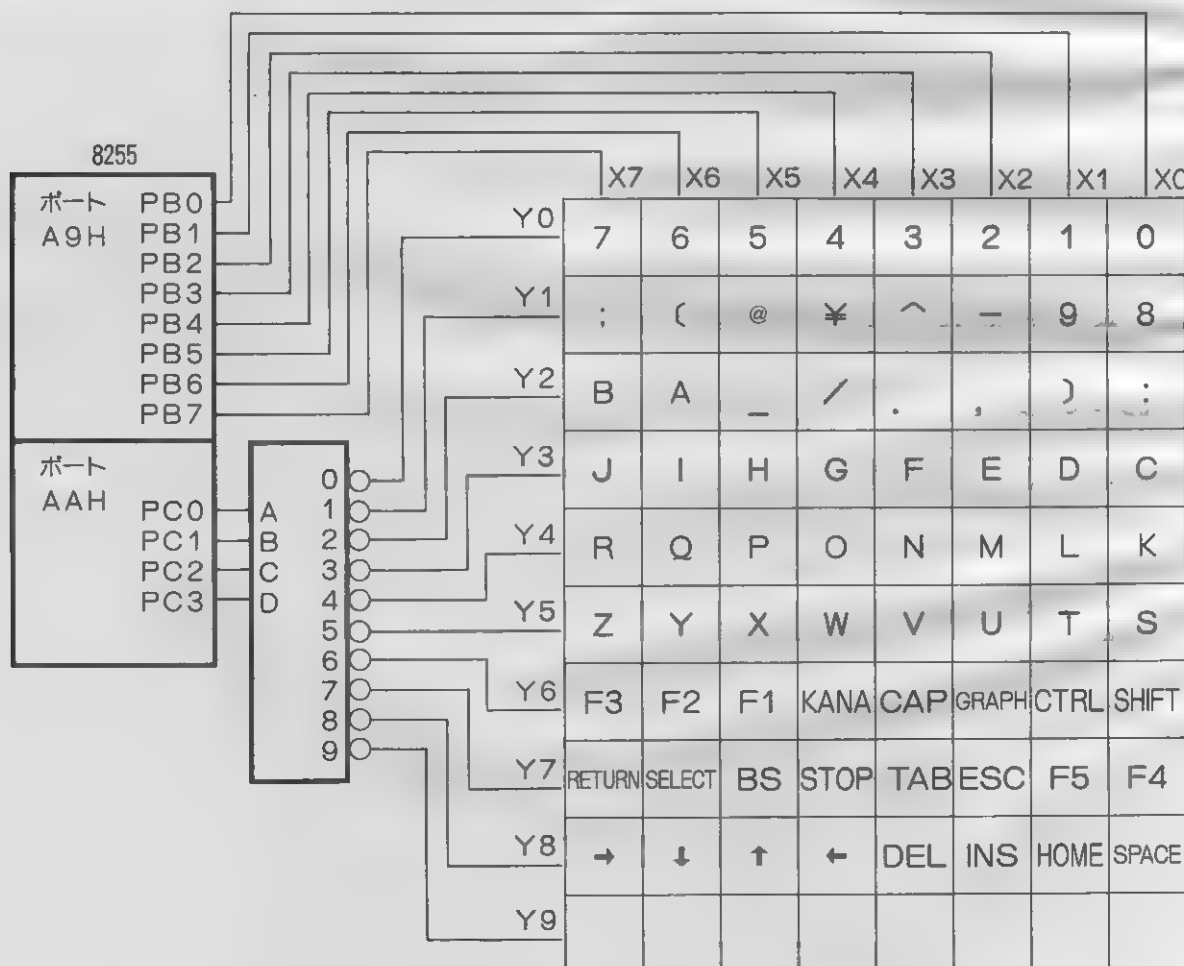 8255
ポート PB0
A9H PB1
PB2
PB3
PB4
PB5
PB6
PB7
ポート
AAH PC0
PC1
PC2
PC3
A
B
C
D
0
1
2
3
4
5
6
7
8
9
X7 X6 X5 X4 X3 X2 X1 X0
Y0 7 6 5 4 3 2 1 0
Y1 ; ( @ ¥ ^ - 9 8
Y2 B A _ / . , ) :
Y3 J I H G F E D C
Y4 R Q P O N M L K
Y5 Z Y X W V U T S
Y6 F3 F2 F1 KANA CAP GRAPH CTRL SHIFT
Y7 RETURN SELECT BS STOP TAB ESC F5 F4
Y8 → ↓ ↑ ← DEL INS HOME SPACE
Y9